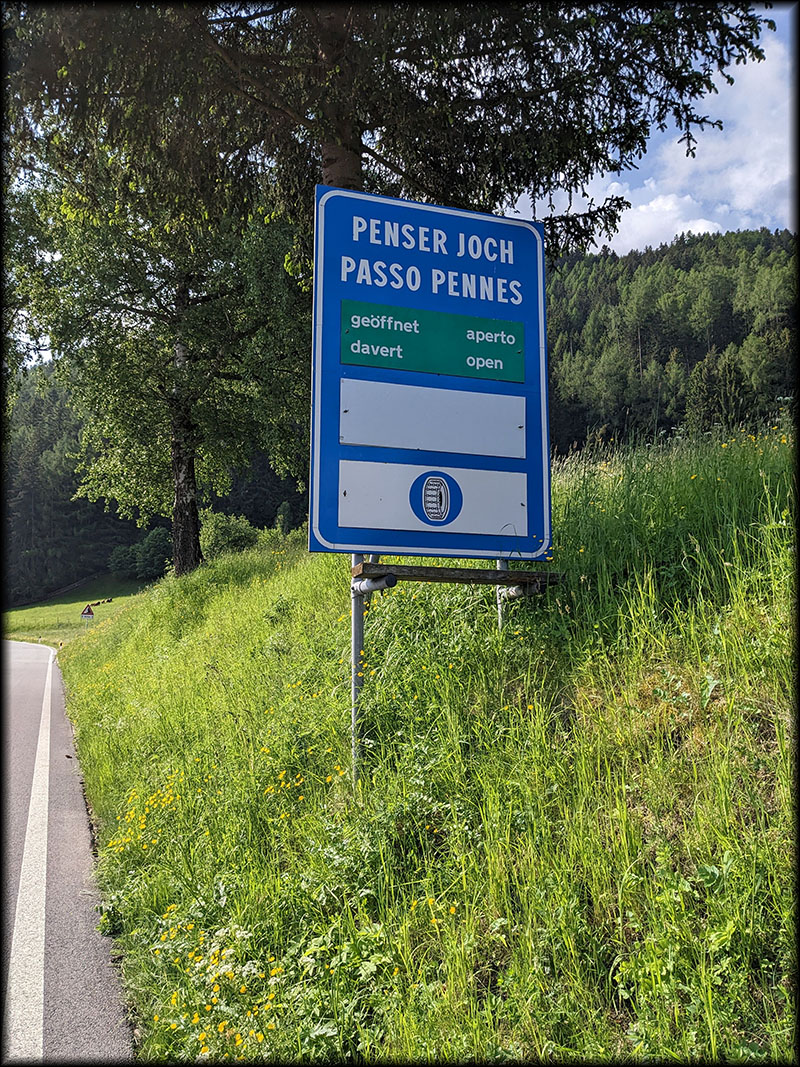 PENSER JOCH
PASSO PENNES
geöffnet aperto
davert open